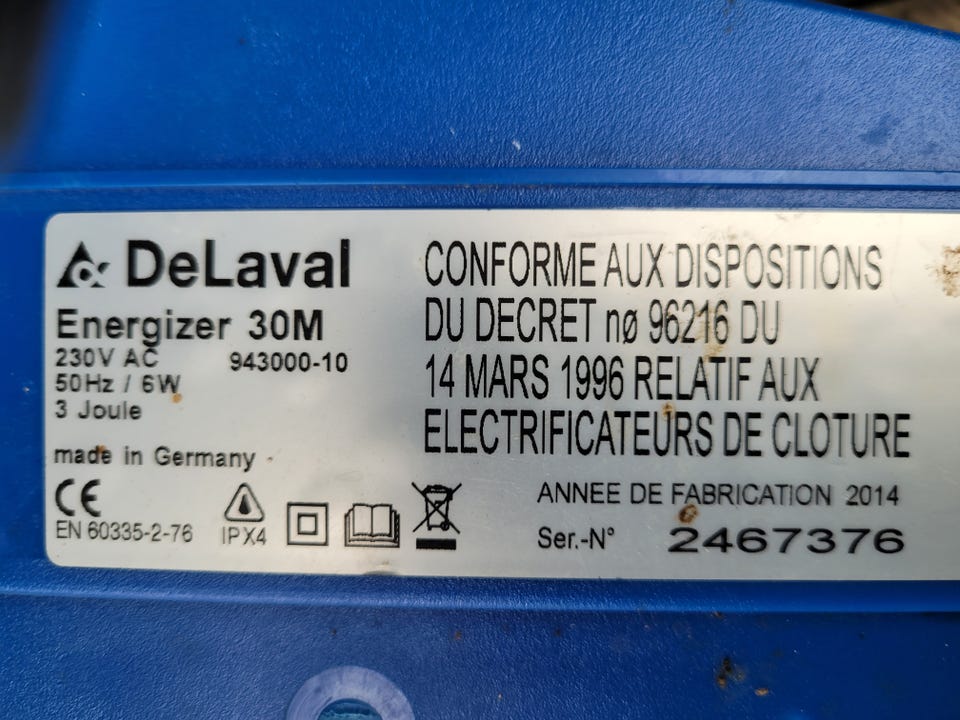 DeLaval
Energizer 30M
230V AC 943000-10
50Hz / 6W
3 Joule
made in Germany
CE
EN 60335-2-76
IPX4
CONFORME AUX DISPOSITIONS
DU DECRET nø 96216 DU
14 MARS 1996 RELATIF AUX
ELECTRIFICATEURS DE CLOTURE
ANNEE DE FABRICATION 2014
Ser.-N° 2467376